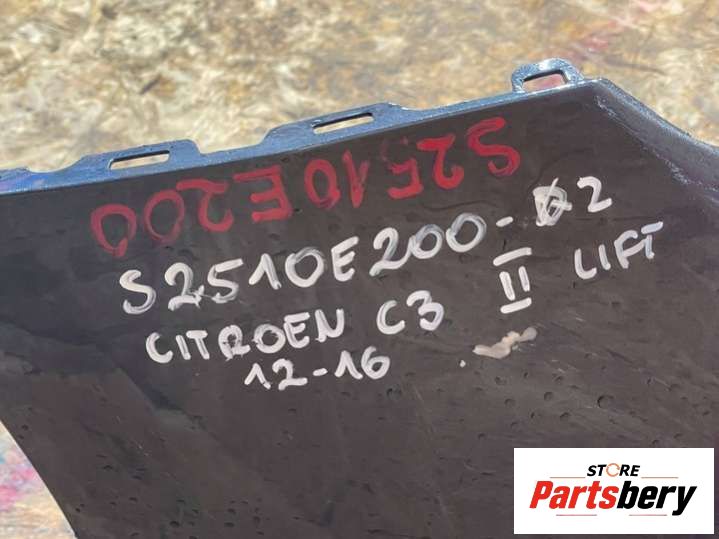 S2510E200
S2510E200-02
CITROEN C3 II LIFT
12-16
STORE
Partsbery